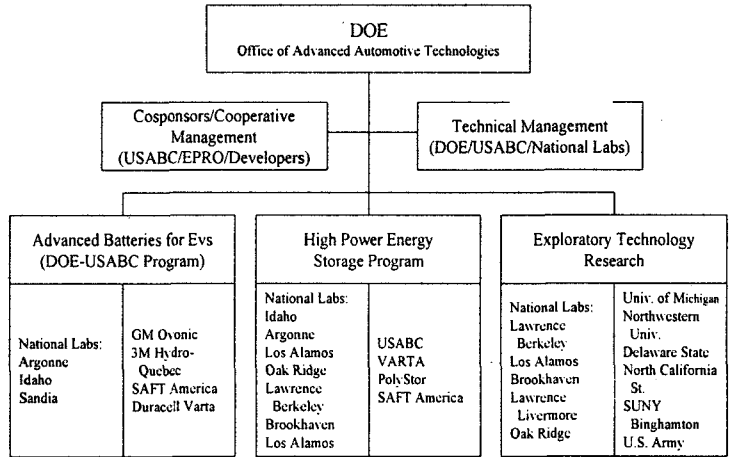 DOE
Office of Advanced Automotive Technologies
Cosponsors/Cooperative
Management
(USABC/EPRO/Developers)
Technical Management
(DOE/USABC/National Labs)
Advanced Batteries for Evs
(DOE-USABC Program)
National Labs:
Argonne
Idaho
Sandia
GM Ovonic
3M Hydro-
Quebec
SAFT America
Duracell Varta
High Power Energy
Storage Program
National Labs:
Idaho
Argonne
Los Alamos
Oak Ridge
Lawrence
Berkeley
Brookhaven
Los Alamos
USABC
VARTA
PolyStor
SAFT America
Exploratory Technology
Research
National Labs:
Lawrence
Berkeley
Los Alamos
Brookhaven
Lawrence
Livermore
Oak Ridge
Univ. of Michigan
Northwestern
Univ.
Delaware State
North California
St.
SUNY
Binghamton
U.S. Army